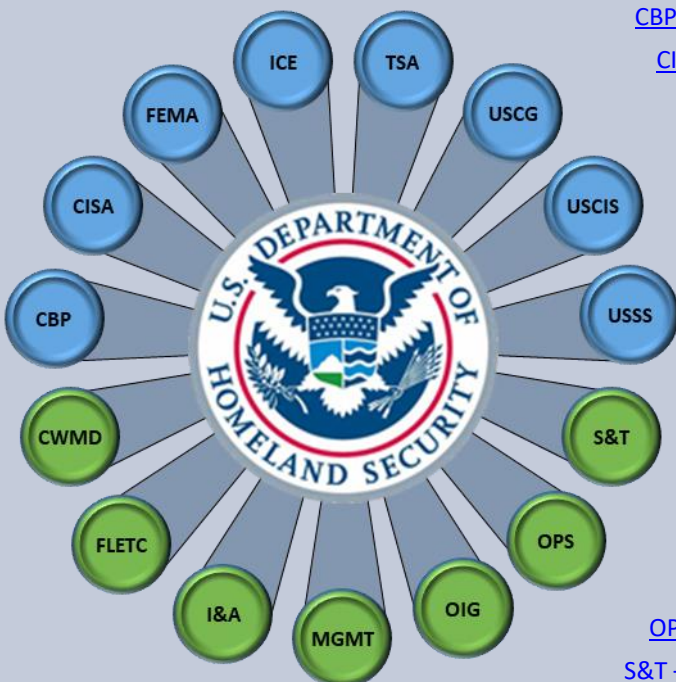 CBP
CI
ICE
TSA
FEMA
USCG
CISA
USCIS
CBP
USSS
U.S. DEPARTMENT OF
HOMELAND SECURITY
CWMD
S&T
FLETC
OPS
I&A
OIG
MGMT
OP
S&T -